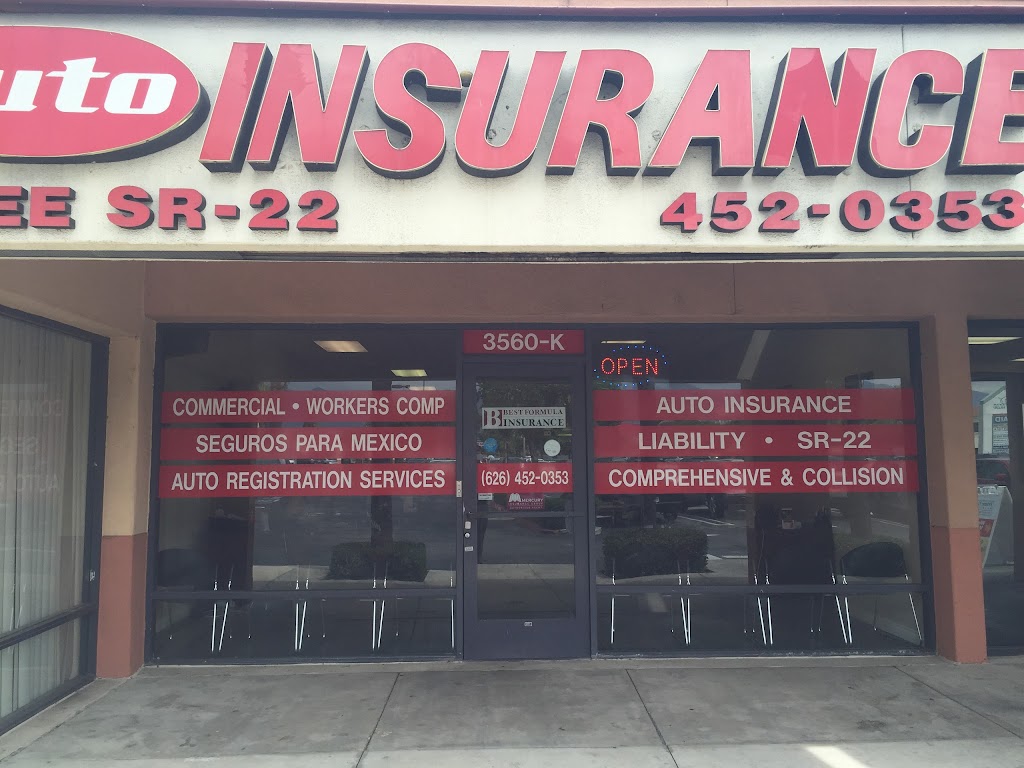 uto INSURANCE
EE SR-22 452-0353
3560-K
OPEN
COMMERCIAL • WORKERS COMP
SEGUROS PARA MEXICO
AUTO REGISTRATION SERVICES
B BEST FORMULA
INSURANCE
(626) 452-0353
MERCURY
AUTO INSURANCE
LIABILITY • SR-22
COMPREHENSIVE & COLLISION